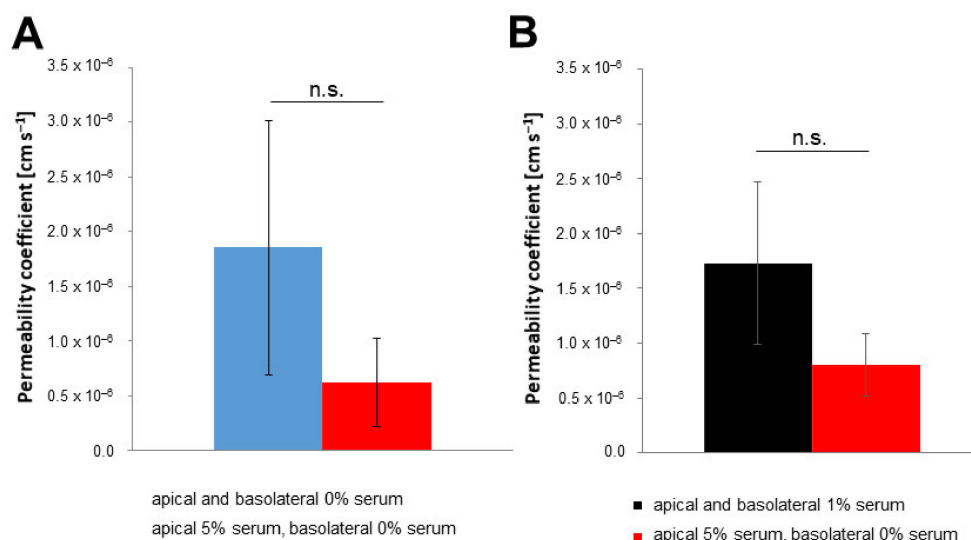 A
Permeability coefficient [cm s⁻¹]
3.5 x 10⁻⁶
3.0 x 10⁻⁶
2.5 x 10⁻⁶
2.0 x 10⁻⁶
1.5 x 10⁻⁶
1.0 x 10⁻⁶
0.5 x 10⁻⁶
0.0
n.s.
apical and basolateral 0% serum
apical 5% serum, basolateral 0% serum
B
Permeability coefficient [cm s⁻¹]
3.5 x 10⁻⁶
3.0 x 10⁻⁶
2.5 x 10⁻⁶
2.0 x 10⁻⁶
1.5 x 10⁻⁶
1.0 x 10⁻⁶
0.5 x 10⁻⁶
0.0
n.s.
apical and basolateral 1% serum
apical 5% serum, basolateral 0% serum